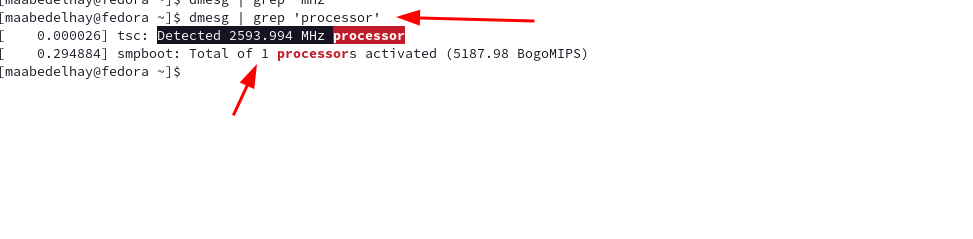 [maabedelhay@fedora ~]$ dmesg | grep
[maabedelhay@fedora ~]$ dmesg | grep 'processor'
[    0.000026] tsc: Detected 2593.994 MHz processor
[    0.294884] smpboot: Total of 1 processors activated (5187.98 BogoMIPS)
[maabedelhay@fedora ~]$